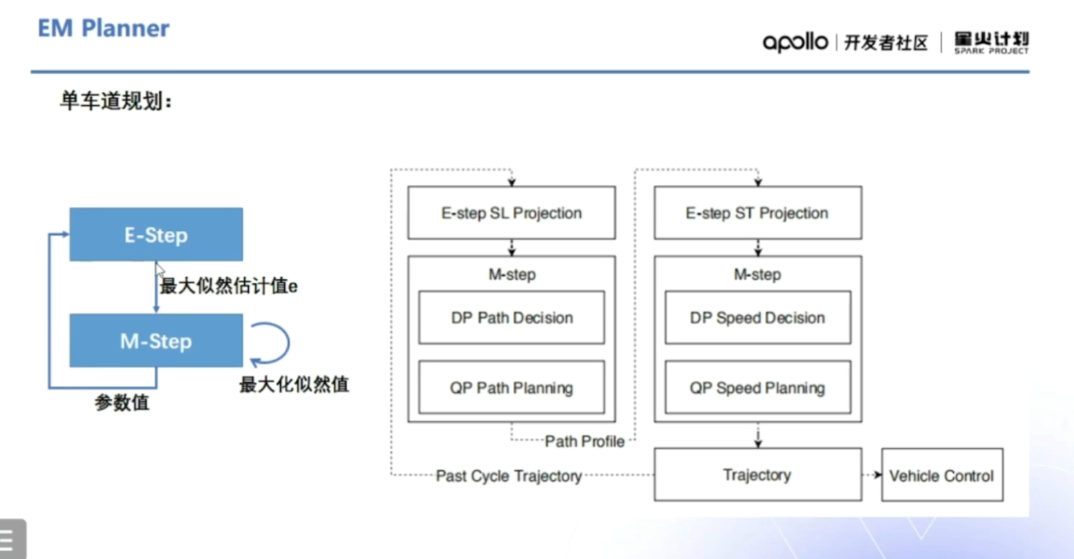 EM Planner
apollo 开发者社区 星火计划
SPARK PROJECT
单车道规划：
E-Step
最大似然估计值e
M-Step
最大化似然值
参数值
E-step SL Projection
M-step
DP Path Decision
QP Path Planning
E-step ST Projection
M-step
DP Speed Decision
QP Speed Planning
Path Profile
Past Cycle Trajectory
Trajectory
Vehicle Control